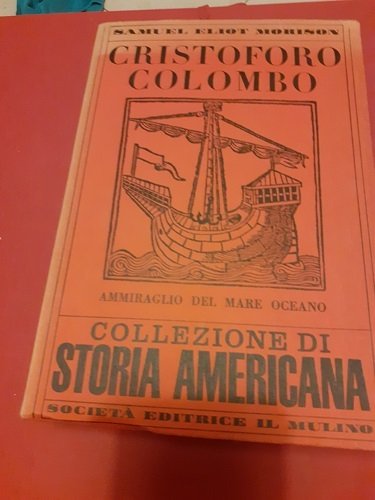 SAMUEL ELIOT MORISON
CRISTOFORO
COLOMBO
AMMIRAGLIO DEL MARE OCEANO
COLLEZIONE DI
STORIA AMERICANA
SOCIETÀ EDITRICE IL MULINO